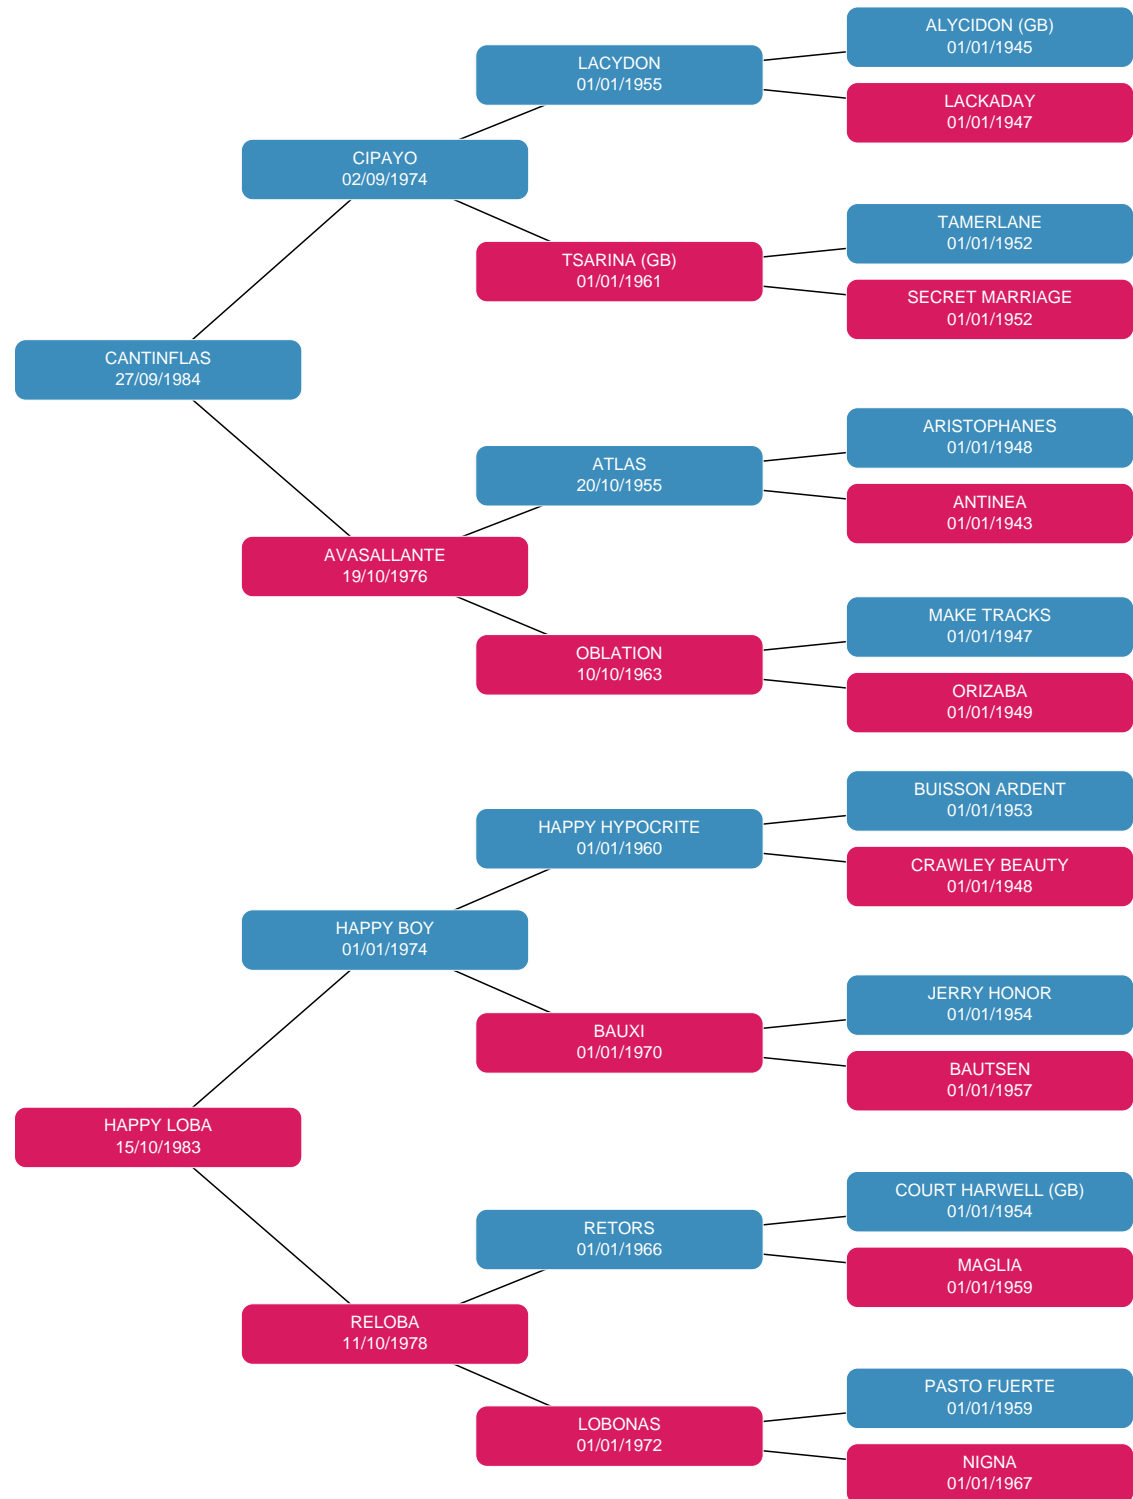 ALYCIDON (GB)
01/01/1945
LACYDON
01/01/1955
LACKADAY
01/01/1947
CIPAYO
02/09/1974
TAMERLANE
01/01/1952
TSARINA (GB)
01/01/1961
SECRET MARRIAGE
01/01/1952
CANTINFLAS
27/09/1984
ARISTOPHANES
01/01/1948
ATLAS
20/10/1955
ANTINEA
01/01/1943
AVASALLANTE
19/10/1976
MAKE TRACKS
01/01/1947
OBLATION
10/10/1963
ORIZABA
01/01/1949
BUISSON ARDENT
01/01/1953
HAPPY HYPOCRITE
01/01/1960
CRAWLEY BEAUTY
01/01/1948
HAPPY BOY
01/01/1974
JERRY HONOR
01/01/1954
BAUXI
01/01/1970
BAUTSEN
01/01/1957
HAPPY LOBA
15/10/1983
COURT HARWELL (GB)
01/01/1954
RETORS
01/01/1966
MAGLIA
01/01/1959
RELOBA
11/10/1978
PASTO FUERTE
01/01/1959
LOBONAS
01/01/1972
NIGNA
01/01/1967